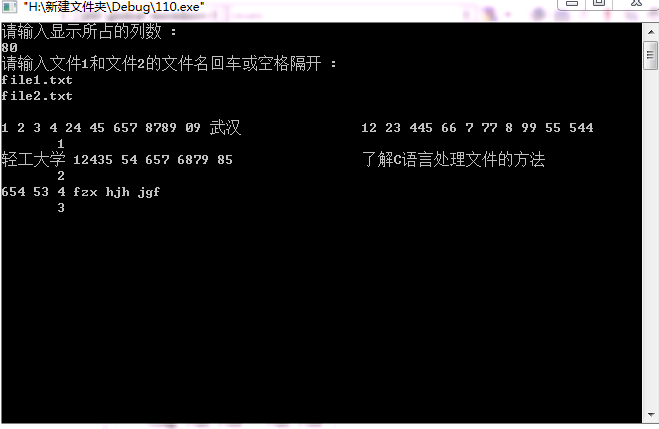 "H:\新建文件夹\Debug\110.exe"
请输入显示所占的列数 :
80
请输入文件1和文件2的文件名回车或空格隔开 :
file1.txt
file2.txt
1 2 3 4 24 45 657 8789 09 武汉 12 23 445 66 7 77 8 99 55 544
1
轻工大学 12435 54 657 6879 85 了解C语言处理文件的方法
2
654 53 4 fzx hjh jgf
3